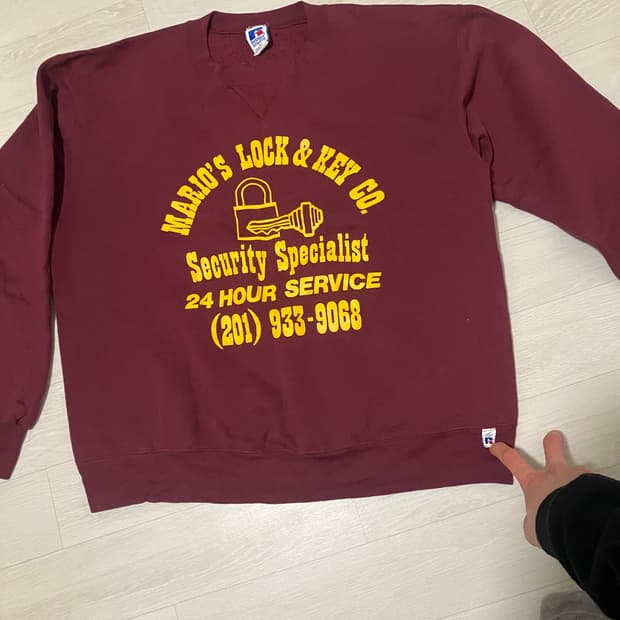 MARIO'S LOCK & KEY CO.
Security Specialist
24 HOUR SERVICE
(201) 933-9068